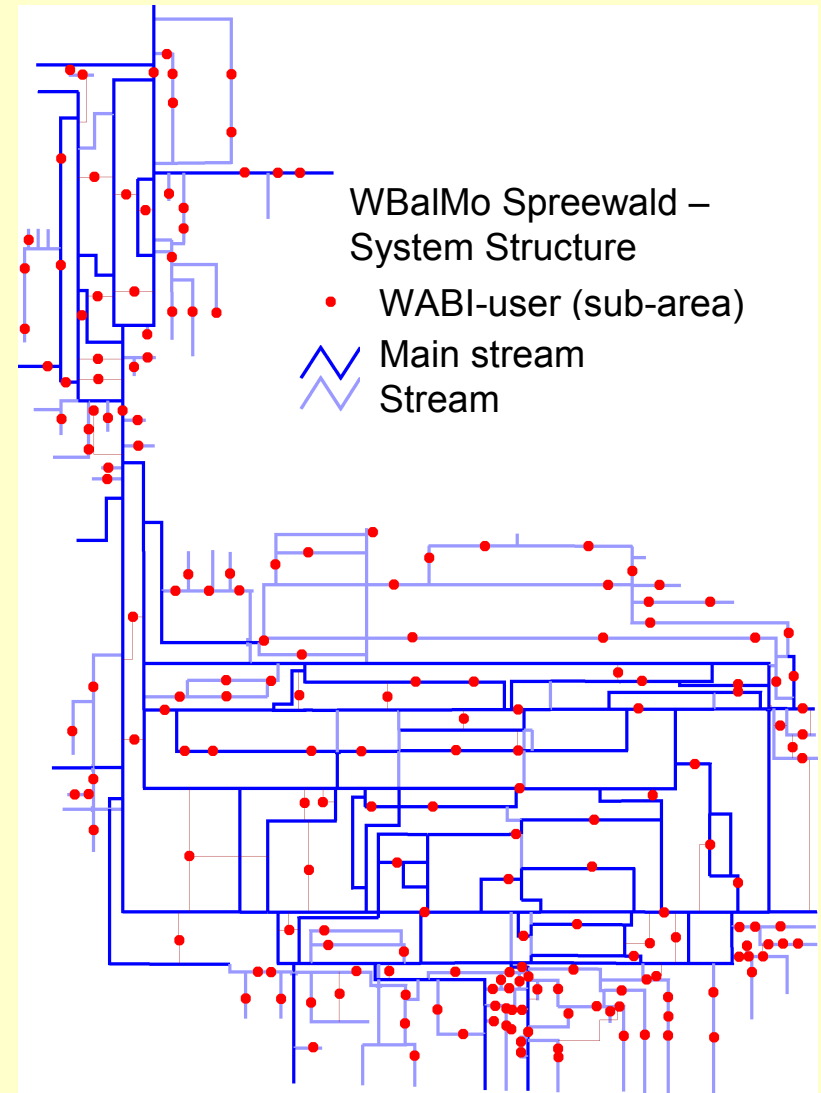 WBalMo Spreewald –
System Structure
WABI-user (sub-area)
Main stream
Stream